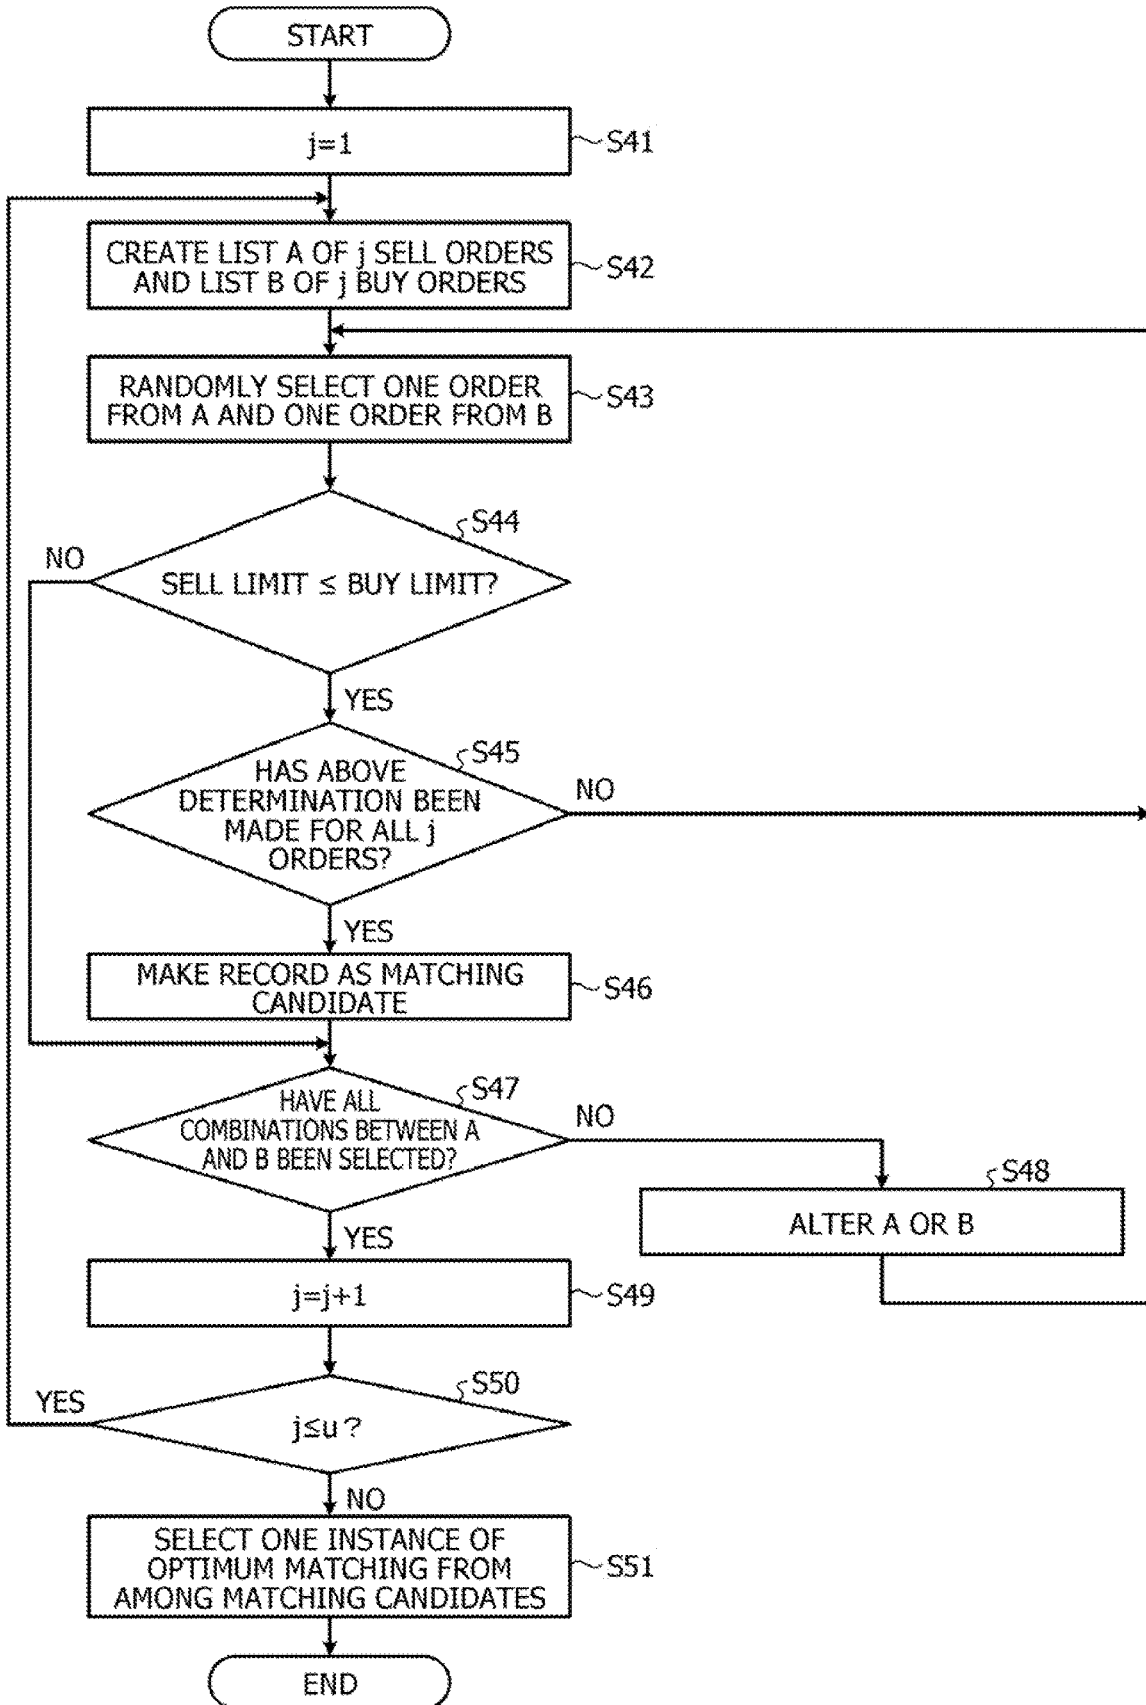 START
j=1
S41
CREATE LIST A OF j SELL ORDERS
AND LIST B OF j BUY ORDERS
S42
RANDOMLY SELECT ONE ORDER
FROM A AND ONE ORDER FROM B
S43
S44
NO
SELL LIMIT ≤ BUY LIMIT?
YES
S45
HAS ABOVE
DETERMINATION BEEN
MADE FOR ALL j
ORDERS?
NO
YES
MAKE RECORD AS MATCHING
CANDIDATE
S46
S47
HAVE ALL
COMBINATIONS BETWEEN A
AND B BEEN SELECTED?
NO
S48
ALTER A OR B
YES
j=j+1
S49
S50
YES
j≤u?
NO
SELECT ONE INSTANCE OF
OPTIMUM MATCHING FROM
AMONG MATCHING CANDIDATES
S51
END